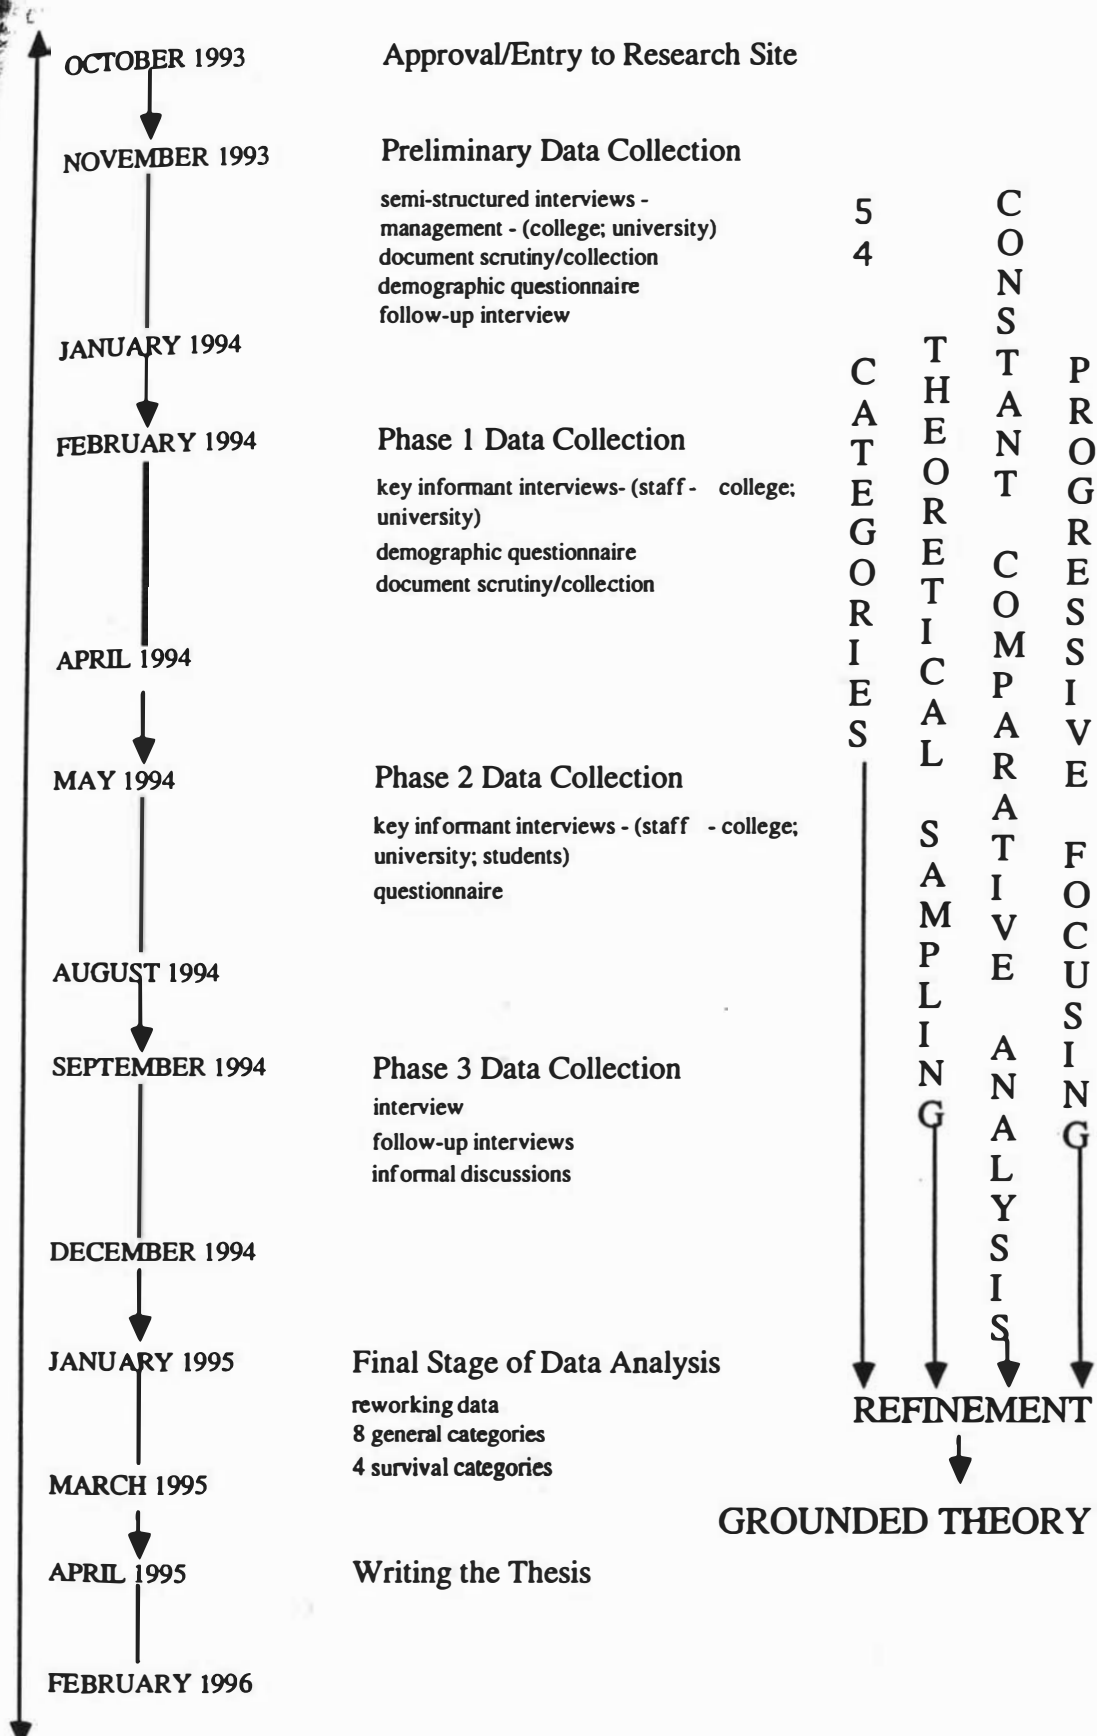 OCTOBER 1993
Approval/Entry to Research Site
NOVEMBER 1993
Preliminary Data Collection
semi-structured interviews -
management - (college; university)
document scrutiny/collection
demographic questionnaire
follow-up interview
JANUARY 1994
FEBRUARY 1994
Phase 1 Data Collection
key informant interviews- (staff - college;
university)
demographic questionnaire
document scrutiny/collection
APRIL 1994
MAY 1994
Phase 2 Data Collection
key informant interviews - (staff - college;
university; students)
questionnaire
AUGUST 1994
SEPTEMBER 1994
Phase 3 Data Collection
interview
follow-up interviews
informal discussions
DECEMBER 1994
JANUARY 1995
Final Stage of Data Analysis
reworking data
8 general categories
4 survival categories
MARCH 1995
APRIL 1995
Writing the Thesis
FEBRUARY 1996
54 CATEGORIES
THEORETICAL SAMPLING
CONSTANT COMPARATIVE ANALYSIS
PROGRESSIVE FOCUSING
REFINEMENT
GROUNDED THEORY